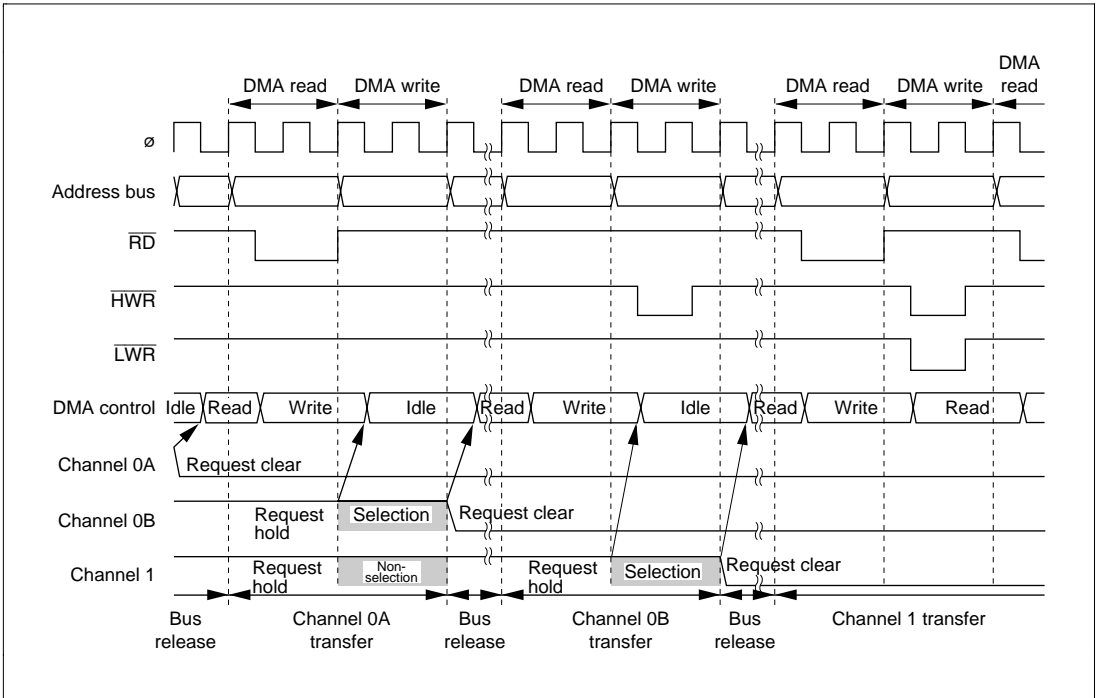 DMA
DMA read DMA write DMA read DMA write DMA read DMA write read
ø
Address bus
RD
HWR
LWR
DMA control Idle Read Write Idle Read Write Idle Read Write Read
Channel 0A Request clear
Channel 0B Request hold Selection Request clear
Channel 1 Request hold Non-selection Request hold Selection Request clear
Bus release Channel 0A transfer Bus release Channel 0B transfer Bus release Channel 1 transfer